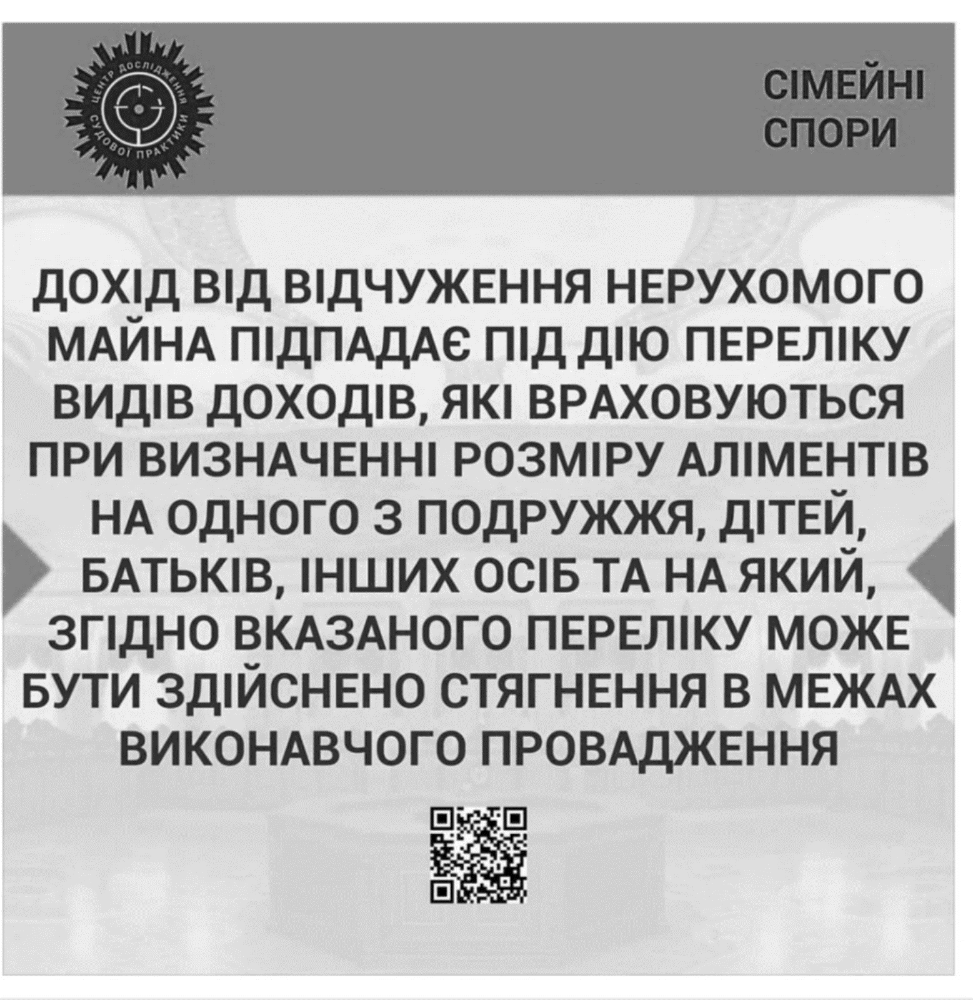 ЦЕНТР ДОСЛІДЖЕННЯ
СУДОВОЇ ПРАКТИКИ
СІМЕЙНІ
СПОРИ
ДОХІД ВІД ВІДЧУЖЕННЯ НЕРУХОМОГО
МАЙНА ПІДПАДАЄ ПІД ДІЮ ПЕРЕЛІКУ
ВИДІВ ДОХОДІВ, ЯКІ ВРАХОВУЮТЬСЯ
ПРИ ВИЗНАЧЕННІ РОЗМІРУ АЛІМЕНТІВ
НА ОДНОГО З ПОДРУЖЖЯ, ДІТЕЙ,
БАТЬКІВ, ІНШИХ ОСІБ ТА НА ЯКИЙ,
ЗГІДНО ВКАЗАНОГО ПЕРЕЛІКУ МОЖЕ
БУТИ ЗДІЙСНЕНО СТЯГНЕННЯ В МЕЖАХ
ВИКОНАВЧОГО ПРОВАДЖЕННЯ